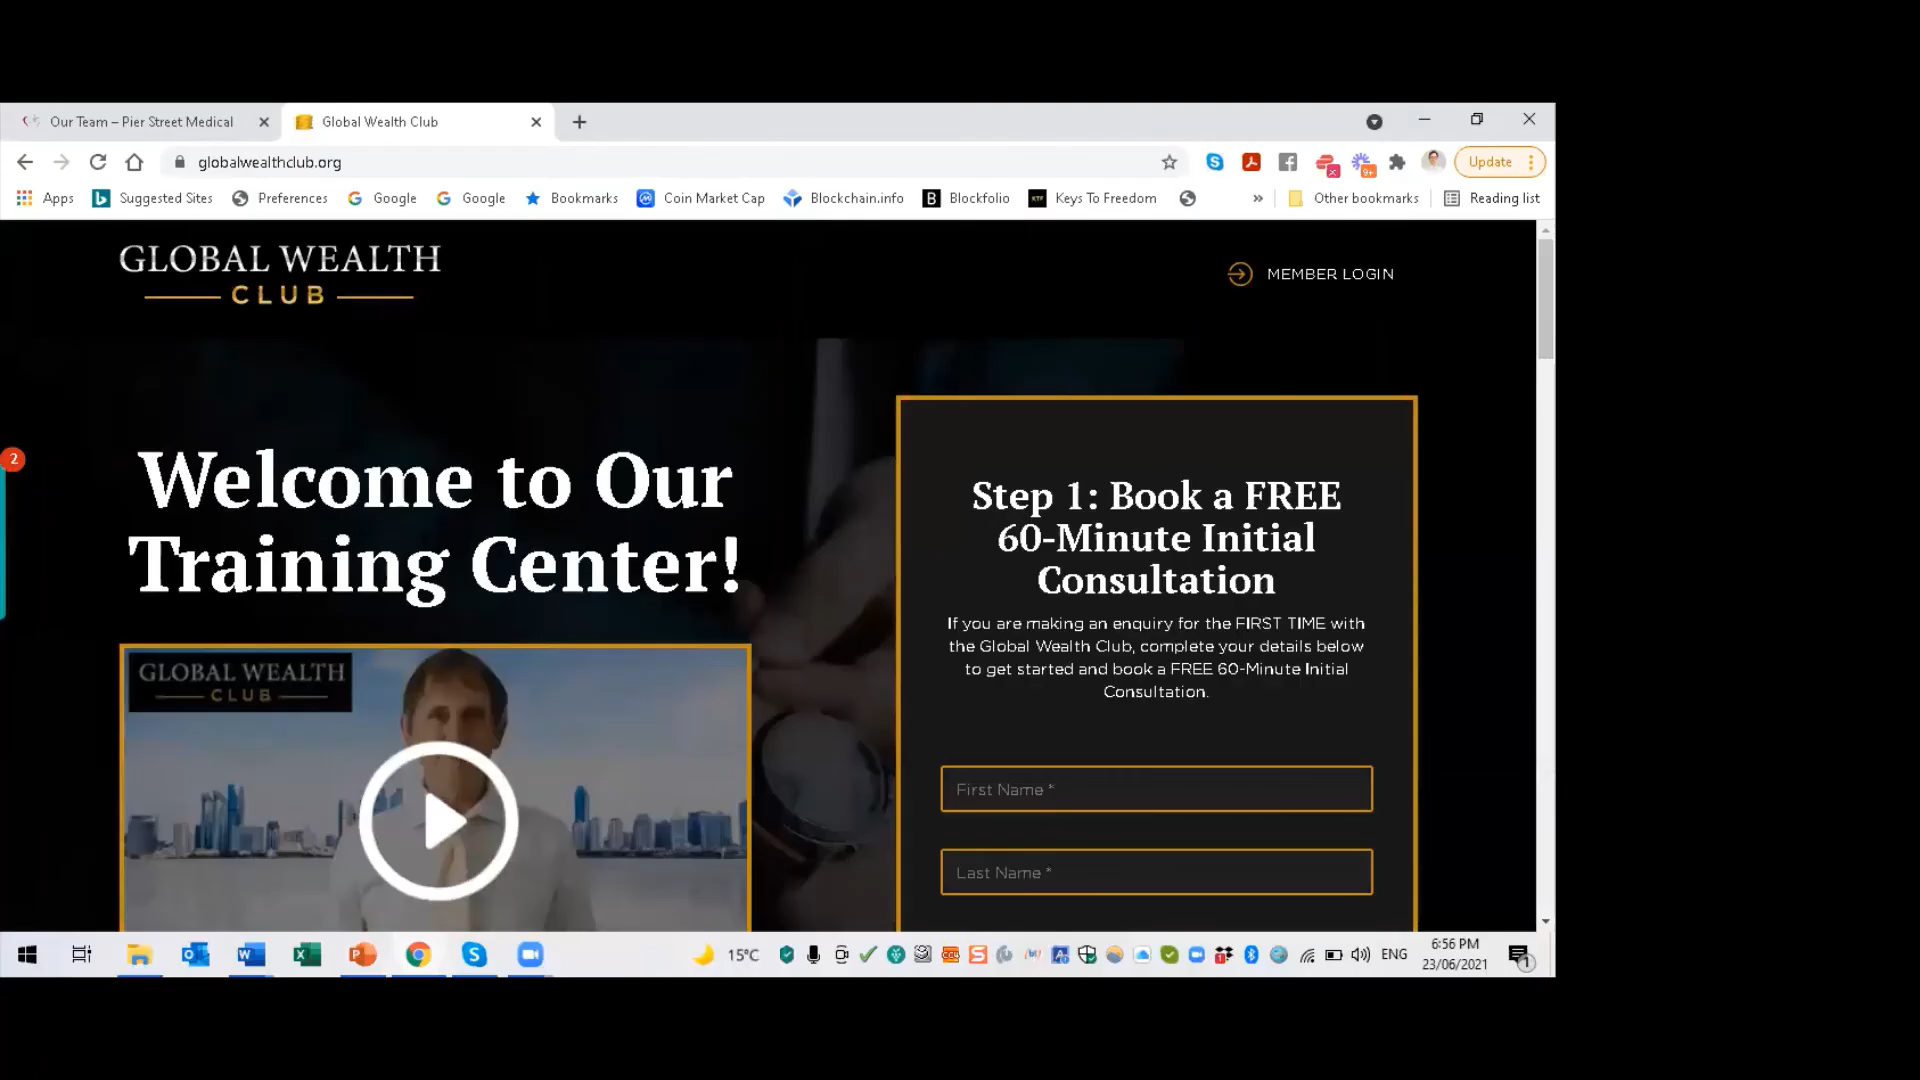 Our Team – Pier Street Medical
Global Wealth Club
globalwealthclub.org
Update
Apps
Suggested Sites
Preferences
Google
Google
Bookmarks
Coin Market Cap
Blockchain.info
Blockfolio
Keys To Freedom
Other bookmarks
Reading list
GLOBAL WEALTH
CLUB
MEMBER LOGIN
2
Welcome to Our
Training Center!
GLOBAL WEALTH
CLUB
Step 1: Book a FREE
60-Minute Initial
Consultation
If you are making an enquiry for the FIRST TIME with
the Global Wealth Club, complete your details below
to get started and book a FREE 60-Minute Initial
Consultation.
First Name *
Last Name *
15°C
ENG
6:56 PM
23/06/2021
1